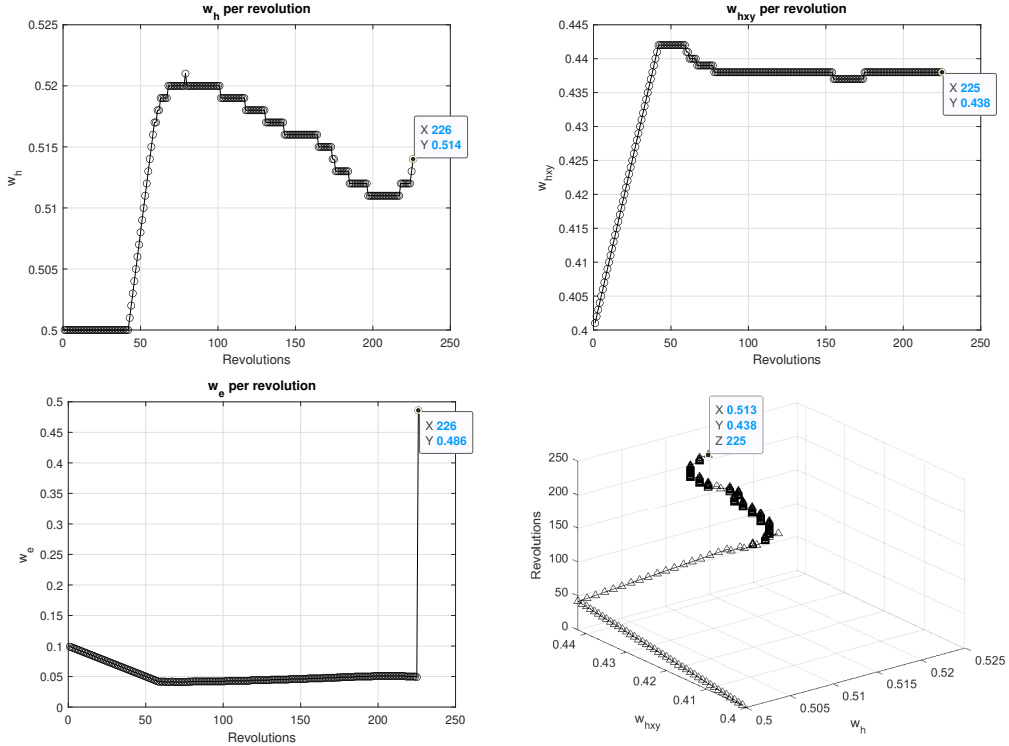 w_h per revolution
0.525
0.52
0.515
0.51
0.505
0.5
w_h
0 50 100 150 200 250
Revolutions
X 226
Y 0.514
w_hxy per revolution
0.445
0.44
0.435
0.43
0.425
0.42
0.415
0.41
0.405
0.4
w_hxy
0 50 100 150 200 250
Revolutions
X 225
Y 0.438
w_e per revolution
0.5
0.45
0.4
0.35
0.3
0.25
0.2
0.15
0.1
0.05
0
w_e
0 50 100 150 200 250
Revolutions
X 226
Y 0.486
X 0.513
Y 0.438
Z 225
250
200
150
100
50
0
Revolutions
0.44
0.43
0.42
0.41
0.4
w_hxy
0.5
0.505
0.51
0.515
0.52
0.525
w_h